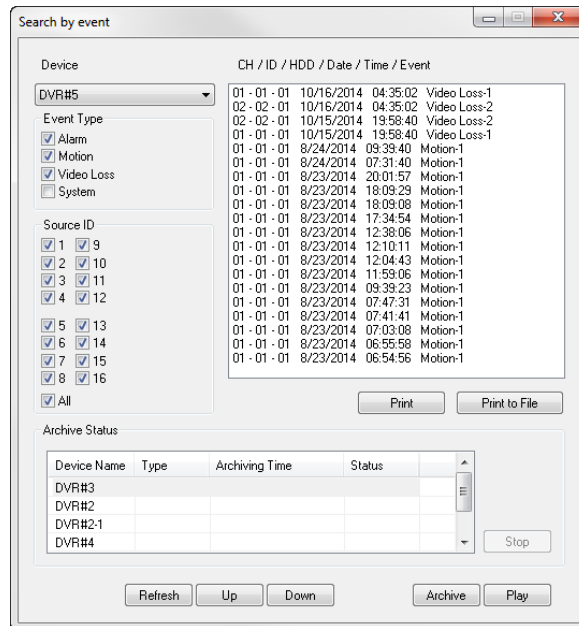 Search by event
Device
DVR#5
Event Type
Alarm
Motion
Video Loss
System
Source ID
1 9
2 10
3 11
4 12
5 13
6 14
7 15
8 16
All
CH / ID / HDD / Date / Time / Event
01 - 01 - 01 10/16/2014 04:35:02 Video Loss-1
02 - 02 - 01 10/16/2014 04:35:02 Video Loss-2
02 - 02 - 01 10/15/2014 19:58:40 Video Loss-2
01 - 01 - 01 10/15/2014 19:58:40 Video Loss-1
01 - 01 - 01 8/24/2014 09:39:40 Motion-1
01 - 01 - 01 8/24/2014 07:31:40 Motion-1
01 - 01 - 01 8/23/2014 20:01:57 Motion-1
01 - 01 - 01 8/23/2014 18:09:29 Motion-1
01 - 01 - 01 8/23/2014 18:09:08 Motion-1
01 - 01 - 01 8/23/2014 17:34:54 Motion-1
01 - 01 - 01 8/23/2014 12:38:06 Motion-1
01 - 01 - 01 8/23/2014 12:10:11 Motion-1
01 - 01 - 01 8/23/2014 12:04:43 Motion-1
01 - 01 - 01 8/23/2014 11:59:06 Motion-1
01 - 01 - 01 8/23/2014 09:39:23 Motion-1
01 - 01 - 01 8/23/2014 07:47:31 Motion-1
01 - 01 - 01 8/23/2014 07:41:41 Motion-1
01 - 01 - 01 8/23/2014 07:03:08 Motion-1
01 - 01 - 01 8/23/2014 06:55:58 Motion-1
01 - 01 - 01 8/23/2014 06:54:56 Motion-1
Print Print to File
Archive Status
Device Name Type Archiving Time Status
DVR#3
DVR#2
DVR#2-1
DVR#4
Stop
Refresh Up Down Archive Play